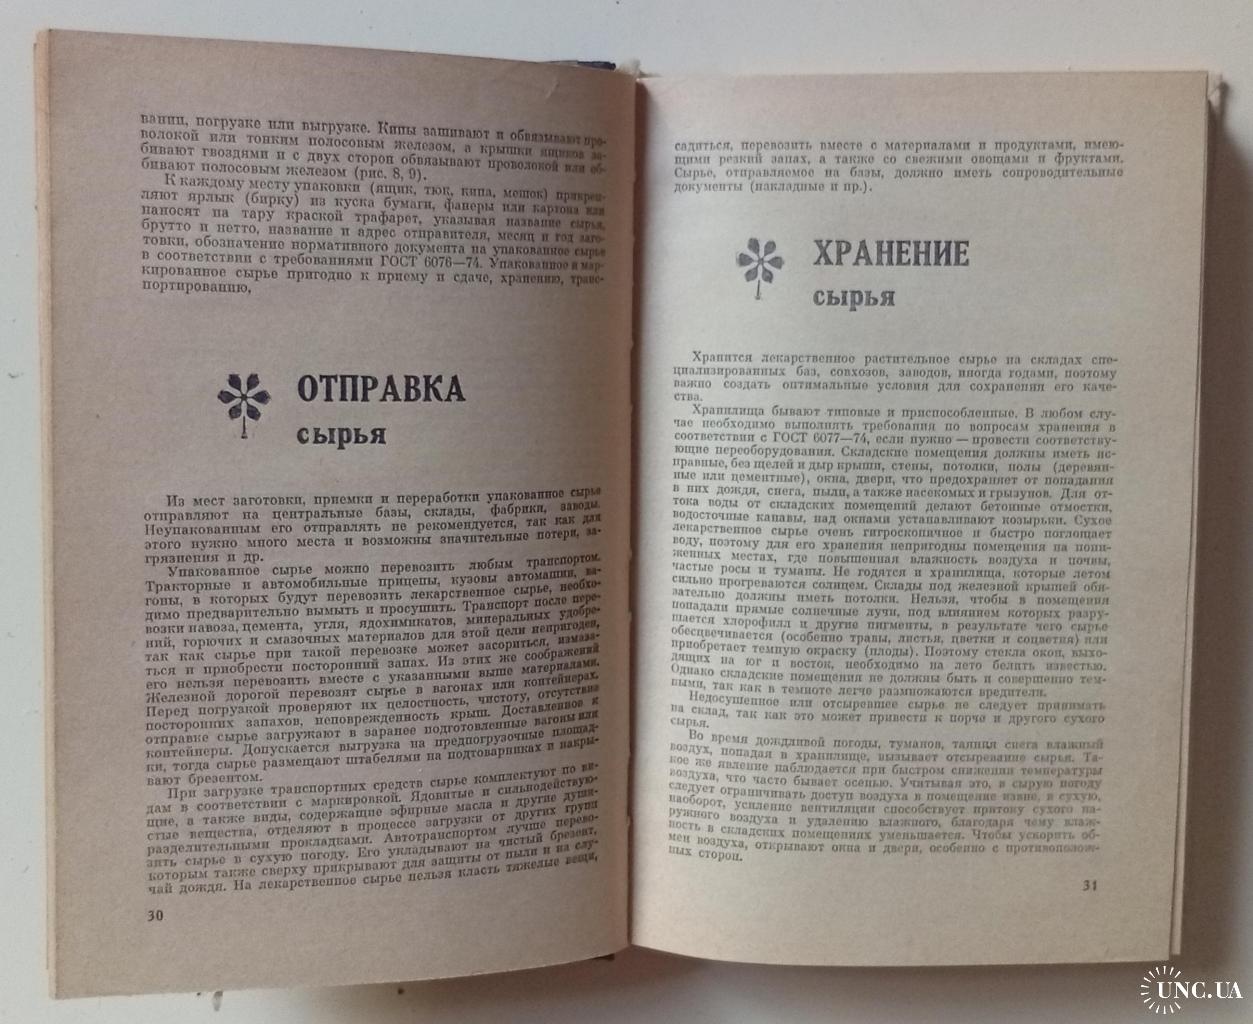 вании, погрузке или выгрузке. Кипы зашивают и обвязывают про-
волокой или тонким полосовым железом, а крышки ящиков за-
бивают гвоздями и с двух сторон обвязывают проволокой или об-
бивают полосовым железом (рис. 8, 9).
К каждому месту упаковки (ящик, тюк, кипа, мешок) прикреп-
ляют ярлык (бирку) из куска бумаги, фанеры или картона или
наносят на тару краской трафарет, указывая название сырья,
брутто и нетто, название и адрес отправителя, месяц и год заго-
товки, обозначение нормативного документа на упакованное сырье
в соответствии с требованиями ГОСТ 6076—74. Упакованное и мар-
кированное сырье пригодно к приему и сдаче, хранению, транс-
портированию,
ОТПРАВКА
сырья
Из мест заготовки, приемки и переработки упакованное сырье
отправляют на центральные базы, склады, фабрики, заводы.
Неупакованным его отправлять не рекомендуется, так как для
этого нужно много места и возможны значительные потери, за-
грязнения и др.
Упакованное сырье можно перевозить любым транспортом.
Тракторные и автомобильные прицепы, кузовы автомашин, ва-
гоны, в которых будут перевозить лекарственное сырье, необхо-
димо предварительно вымыть и просушить. Транспорт после пере-
возки навоза, цемента, угля, ядохимикатов, минеральных удобре-
ний, горючих и смазочных материалов для этой цели непригоден,
так как сырье при такой перевозке может засориться, измаза-
ться и приобрести посторонний запах. Из этих же соображений
его нельзя перевозить вместе с указанными выше материалами.
Железной дорогой перевозят сырье в вагонах или контейнерах.
Перед погрузкой проверяют их целостность, чистоту, отсутствие
посторонних запахов, неповрежденность крыш. Доставленное к
отправке сырье загружают в заранее подготовленные вагоны или
контейнеры. Допускается выгрузка на предпогрузочные площад-
ки, тогда сырье размещают штабелями на подтоварниках и накры-
вают брезентом.
При загрузке транспортных средств сырье комплектуют по ви-
дам в соответствии с маркировкой. Ядовитые и сильнодействую-
щие, а также виды, содержащие эфирные масла и другие души-
стые вещества, отделяют в процессе загрузки от других групп
разделительными прокладками. Автотранспортом лучше перево-
зить сырье в сухую погоду. Его укладывают на чистый брезент,
которым также сверху прикрывают для защиты от пыли и на слу-
чай дождя. На лекарственное сырье нельзя класть тяжелые вещи,
30
садиться, перевозить вместе с материалами и продуктами, имею-
щими резкий запах, а также со свежими овощами и фруктами.
Сырье, отправляемое на базы, должно иметь сопроводительные
документы (накладные и пр.).
ХРАНЕНИЕ
сырья
Хранится лекарственное растительное сырье на складах спе-
циализированных баз, совхозов, заводов, иногда годами, поэтому
важно создать оптимальные условия для сохранения его каче-
ства.
Хранилища бывают типовые и приспособленные. В любом слу-
чае необходимо выполнять требования по вопросам хранения в
соответствии с ГОСТ 6077—74, если нужно — провести соответству-
ющие переоборудования. Складские помещения должны иметь ис-
правные, без щелей и дыр крыши, стены, потолки, полы (деревян-
ные или цементные), окна, двери, что предохраняет от попадания
в них дождя, снега, пыли, а также насекомых и грызунов. Для от-
тока воды от складских помещений делают бетонные отмостки,
водосточные канавы, над окнами устанавливают козырьки. Сухое
лекарственное сырье очень гигроскопичное и быстро поглощает
воду, поэтому для его хранения непригодны помещения на пони-
женных местах, где повышенная влажность воздуха и почвы,
частые росы и туманы. Не годятся и хранилища, которые летом
сильно прогреваются солнцем. Склады под железной крышей обя-
зательно должны иметь потолки. Нельзя, чтобы в помещения
попадали прямые солнечные лучи, под влиянием которых разру-
шается хлорофилл и другие пигменты, в результате чего сырье
обесцвечивается (особенно травы, листья, цветки и соцветия) или
приобретает темную окраску (плоды). Поэтому стекла окон, выхо-
дящих на юг и восток, необходимо на лето белить известью.
Однако складские помещения не должны быть и совершенно тем-
ными, так как в темноте легче размножаются вредители.
Недосушенное или отсыревшее сырье не следует принимать
на склад, так как это может привести к порче и другого сухого
сырья.
Во время дождливой погоды, туманов, таяния снега влажный
воздух, попадая в хранилище, вызывает отсыревание сырья. Та-
кое же явление наблюдается при быстром снижении температуры
воздуха, что часто бывает осенью. Учитывая это, в сырую погоду
следует ограничивать доступ воздуха в помещение извне, в сухую,
наоборот, усиление вентиляции способствует притоку сухого на-
ружного воздуха и удалению влажного, благодаря чему влаж-
ность в складских помещениях уменьшается. Чтобы ускорить об-
мен воздуха, открывают окна и двери, особенно с противополож-
ных сторон.
31
UNC.UA